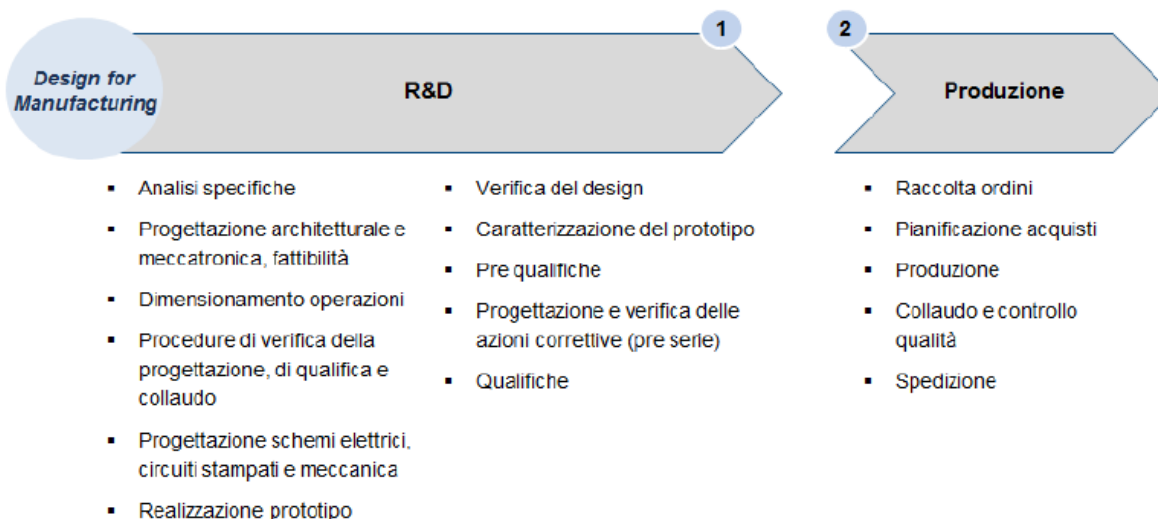 1
2
Design for
Manufacturing
R&D
Produzione
▪ Analisi specifiche
▪ Progettazione architetturale e
meccatronica, fattibilità
▪ Dimensionamento operazioni
▪ Procedure di verifica della
progettazione, di qualifica e
collaudo
▪ Progettazione schemi elettrici,
circuiti stampati e meccanica
▪ Realizzazione prototipo
▪ Verifica del design
▪ Caratterizzazione del prototipo
▪ Pre qualifiche
▪ Progettazione e verifica delle
azioni correttive (pre serie)
▪ Qualifiche
▪ Raccolta ordini
▪ Pianificazione acquisti
▪ Produzione
▪ Collaudo e controllo
qualità
▪ Spedizione